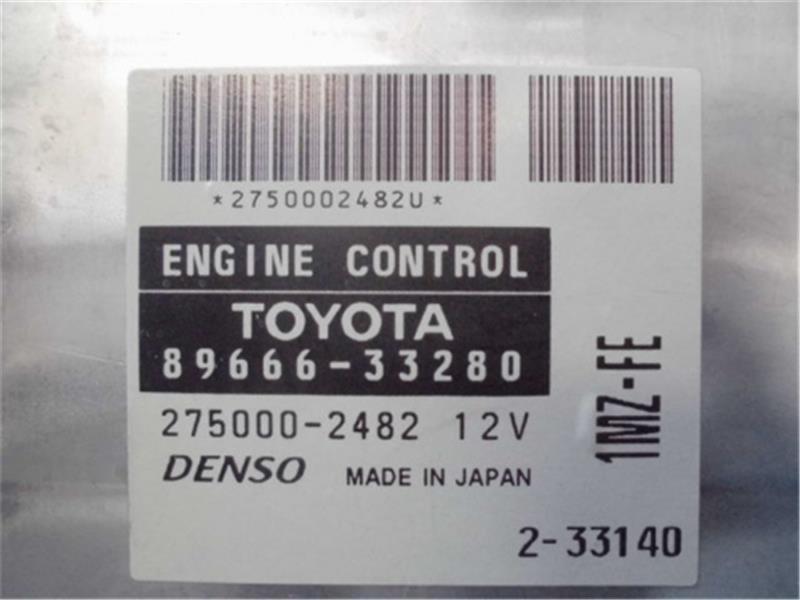 *2750002482U*
ENGINE CONTROL
TOYOTA
89666-33280
275000-2482 12V
DENSO MADE IN JAPAN
1MZ-FE
2-33140